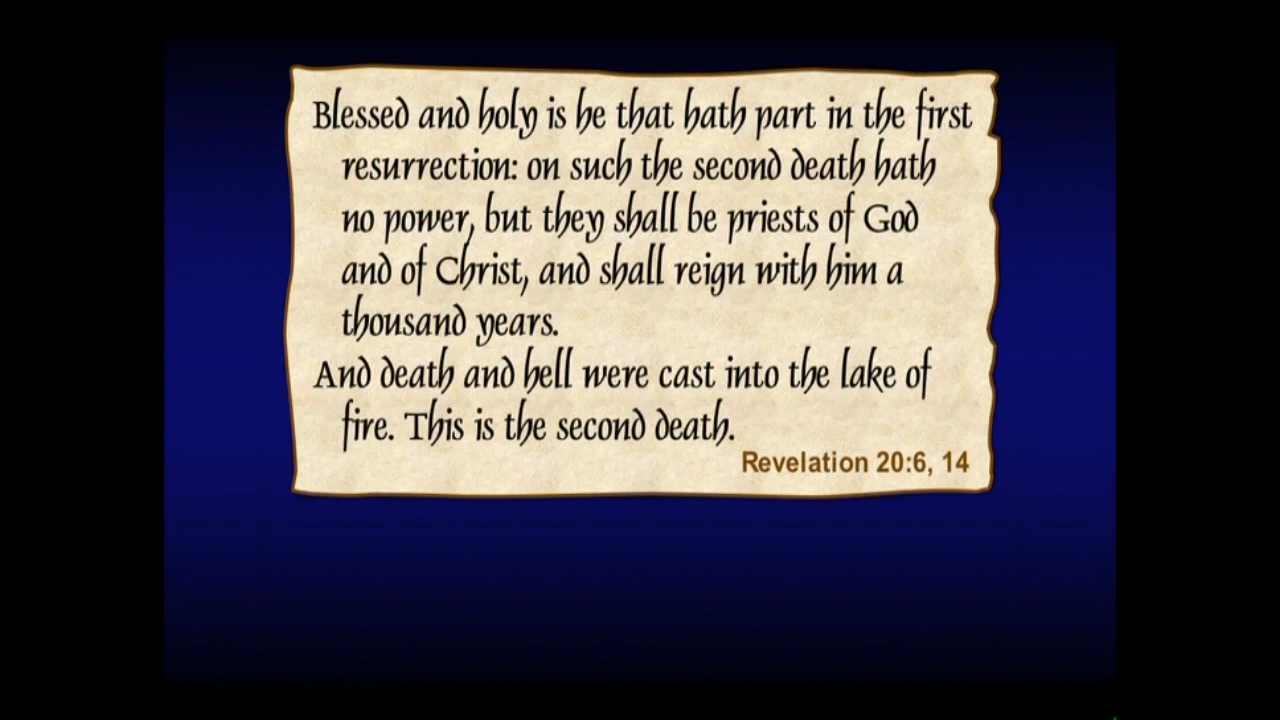 Blessed and holy is he that hath part in the first
resurrection: on such the second death hath
no power, but they shall be priests of God
and of Christ, and shall reign with him a
thousand years.
And death and hell were cast into the lake of
fire. This is the second death.
Revelation 20:6, 14